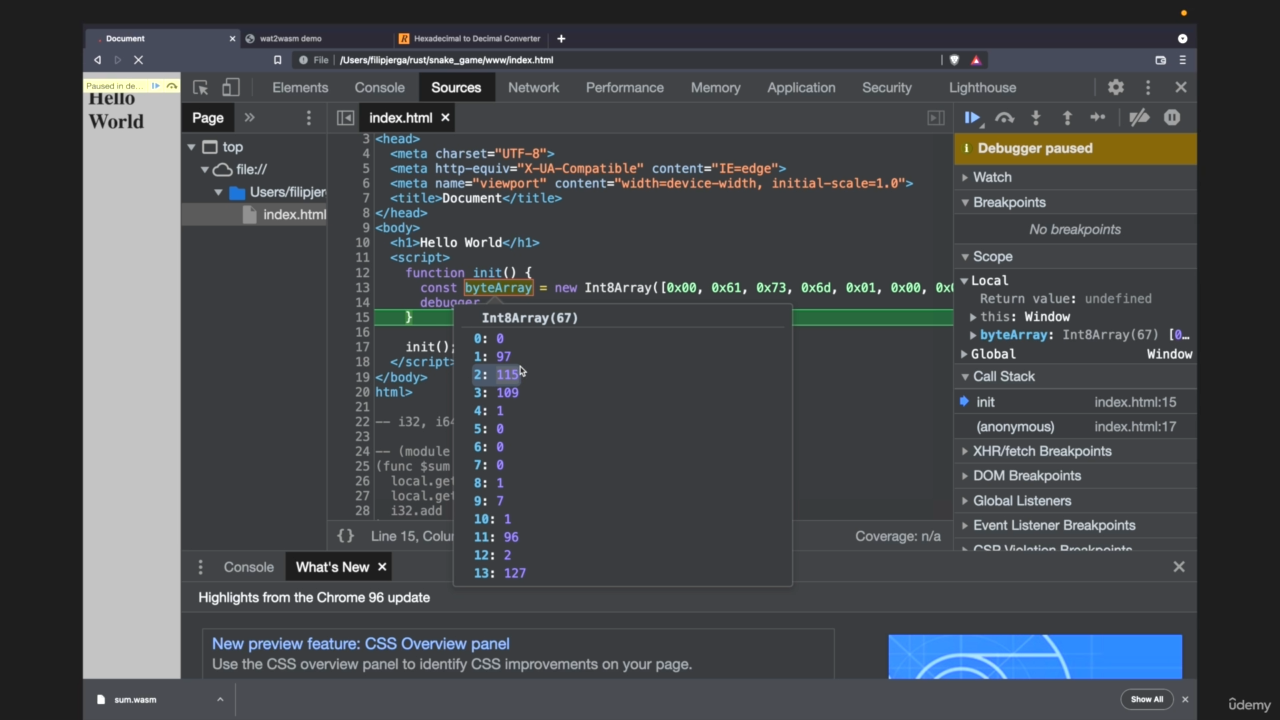 Document
wat2wasm demo
Hexadecimal to Decimal Converter
File
/Users/filipjerga/rust/snake_game/www/index.html
Paused in de...
Hello
World
Elements
Console
Sources
Network
Performance
Memory
Application
Security
Lighthouse
Page
index.html
top
file://
Users/filipjer
index.html
3 <head>
4 <meta charset="UTF-8">
5 <meta http-equiv="X-UA-Compatible" content="IE=edge">
6 <meta name="viewport" content="width=device-width, initial-scale=1.0">
7 <title>Document</title>
8 </head>
9 <body>
10 <h1>Hello World</h1>
11 <script>
12 function init() {
13 const byteArray = new Int8Array([0x00, 0x61, 0x73, 0x6d, 0x01, 0x00, 0x0
14 debugger
15 }
16
17 init();
18 </script>
19 </body>
20 html>
21
22 -- i32, i64
23
24 -- (module
25 (func $sum
26 local.get
27 local.get
28 i32.add
Int8Array(67)
0: 0
1: 97
2: 115
3: 109
4: 1
5: 0
6: 0
7: 0
8: 1
9: 7
10: 1
11: 96
12: 2
13: 127
{} Line 15, Colu
Coverage: n/a
Debugger paused
Watch
Breakpoints
No breakpoints
Scope
Local
Return value: undefined
this: Window
byteArray: Int8Array(67) [0…
Global Window
Call Stack
init index.html:15
(anonymous) index.html:17
XHR/fetch Breakpoints
DOM Breakpoints
Global Listeners
Event Listener Breakpoints
CSP Violation Breakpoints
Console
What's New
Highlights from the Chrome 96 update
New preview feature: CSS Overview panel
Use the CSS overview panel to identify CSS improvements on your page.
sum.wasm
Show All
ûdemy